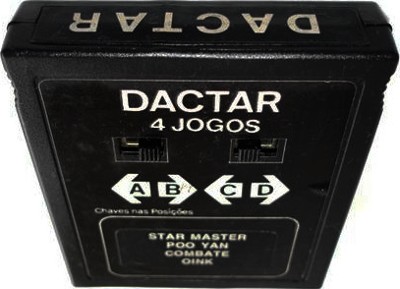 DACTAR
DACTAR
4 JOGOS
A B C D
Chaves nas Posições
STAR MASTER
POO YAN
COMBATE
OINK